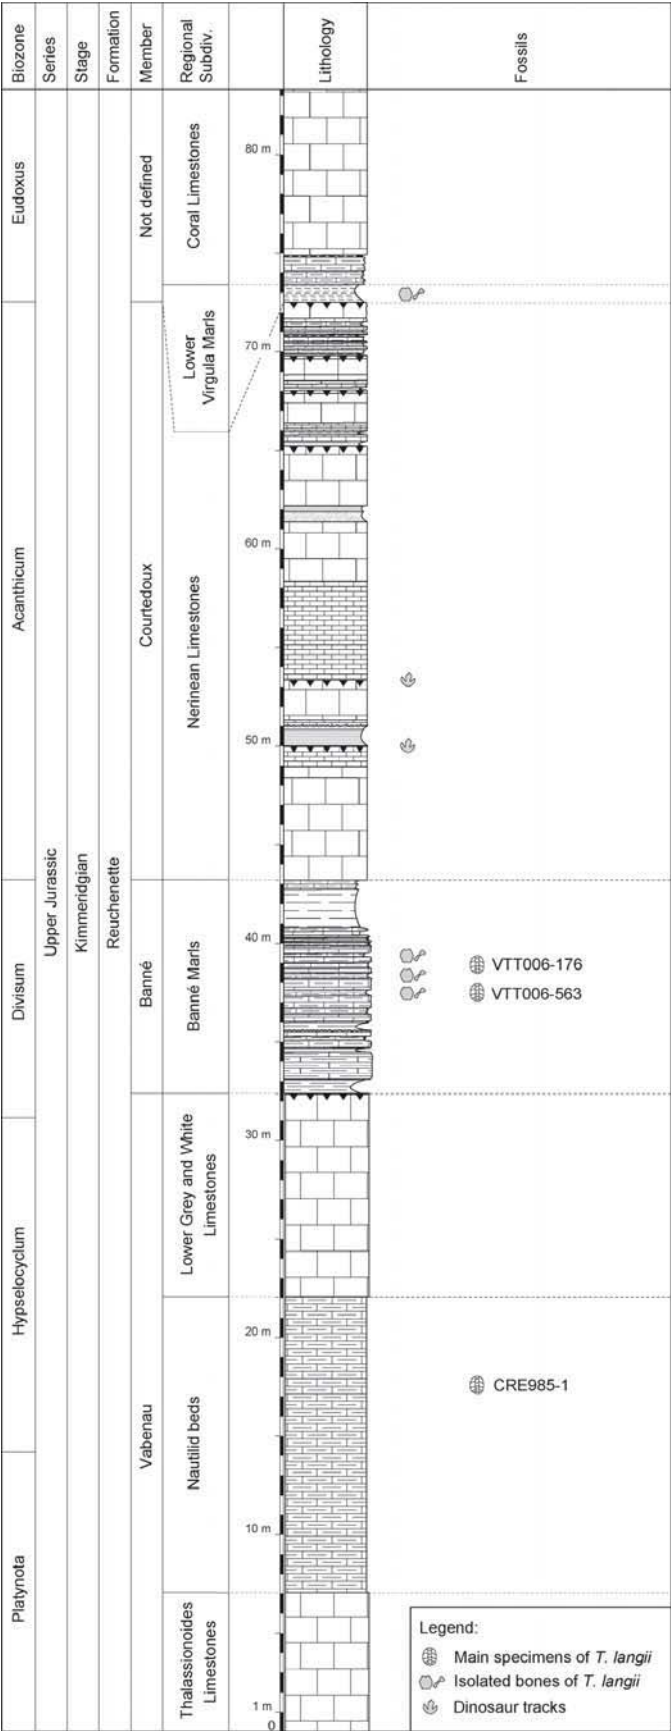 Biozone
Series
Stage
Formation
Member
Regional
Subdiv.
Lithology
Fossils
Eudoxus
Acanthicum
Divisum
Hypselocyclum
Platynota
Upper Jurassic
Kimmeridgian
Reuchenette
Not defined
Courtedoux
Banné
Vabenau
Coral Limestones
Lower
Virgula Marls
Nerinean Limestones
Banné Marls
Lower Grey and White
Limestones
Nautilid beds
Thalassionoides
Limestones
80 m
70 m
60 m
50 m
40 m
30 m
20 m
10 m
1 m
0
VTT006-176
VTT006-563
CRE985-1
Legend:
Main specimens of T. langii
Isolated bones of T. langii
Dinosaur tracks